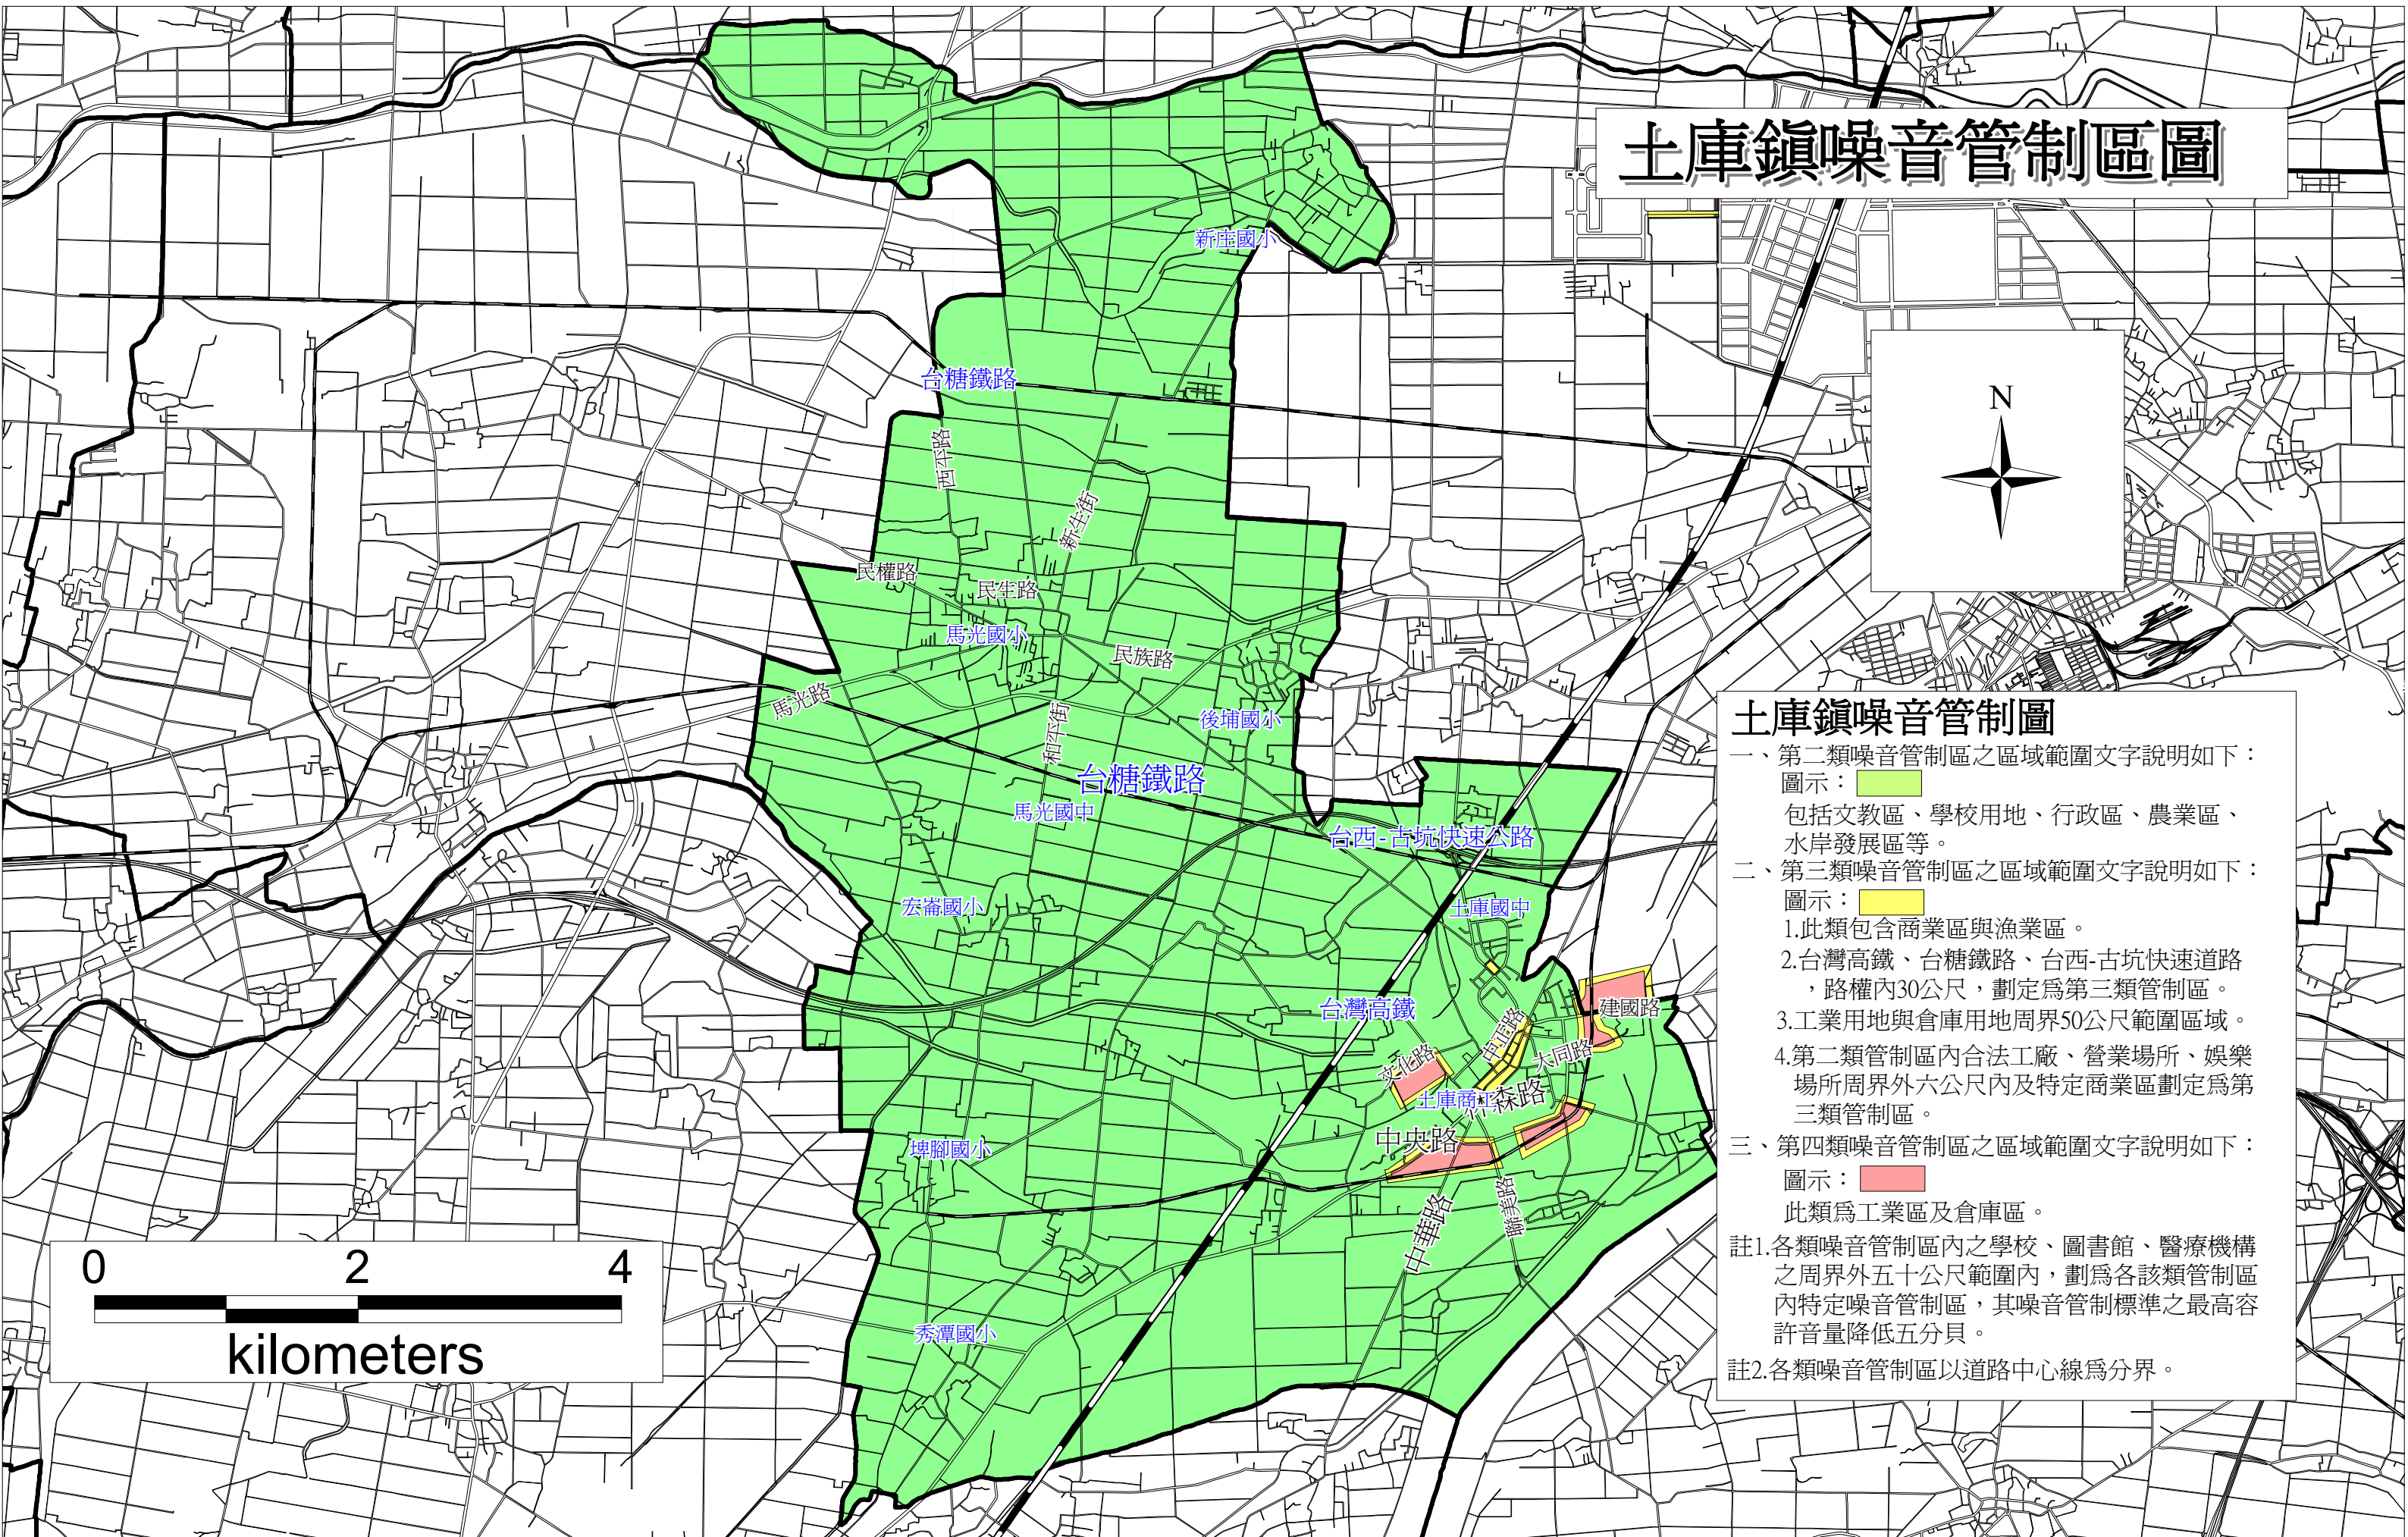 土庫鎮噪音管制區圖
新庄國小
N
台糖鐵路
西平路
新生街
民權路
民生路
馬光國小
民族路
馬光路
和平街
後埔國小
台糖鐵路
馬光國中
台西-古坑快速公路
宏崙國小
土庫國中
台灣高鐵
建國路
中正路
文化路
大同路
土庫商工
林森路
中央路
埤腳國小
聯美路
中華路
秀潭國小
0 2 4
kilometers
土庫鎮噪音管制圖
一、第二類噪音管制區之區域範圍文字說明如下：
圖示：
包括文教區、學校用地、行政區、農業區、
水岸發展區等。
二、第三類噪音管制區之區域範圍文字說明如下：
圖示：
1.此類包含商業區與漁業區。
2.台灣高鐵、台糖鐵路、台西-古坑快速道路
，路權內30公尺，劃定為第三類管制區。
3.工業用地與倉庫用地周界50公尺範圍區域。
4.第二類管制區內合法工廠、營業場所、娛樂
場所周界外六公尺內及特定商業區劃定為第
三類管制區。
三、第四類噪音管制區之區域範圍文字說明如下：
圖示：
此類為工業區及倉庫區。
註1.各類噪音管制區內之學校、圖書館、醫療機構
之周界外五十公尺範圍內，劃為各該類管制區
內特定噪音管制區，其噪音管制標準之最高容
許音量降低五分貝。
註2.各類噪音管制區以道路中心線為分界。